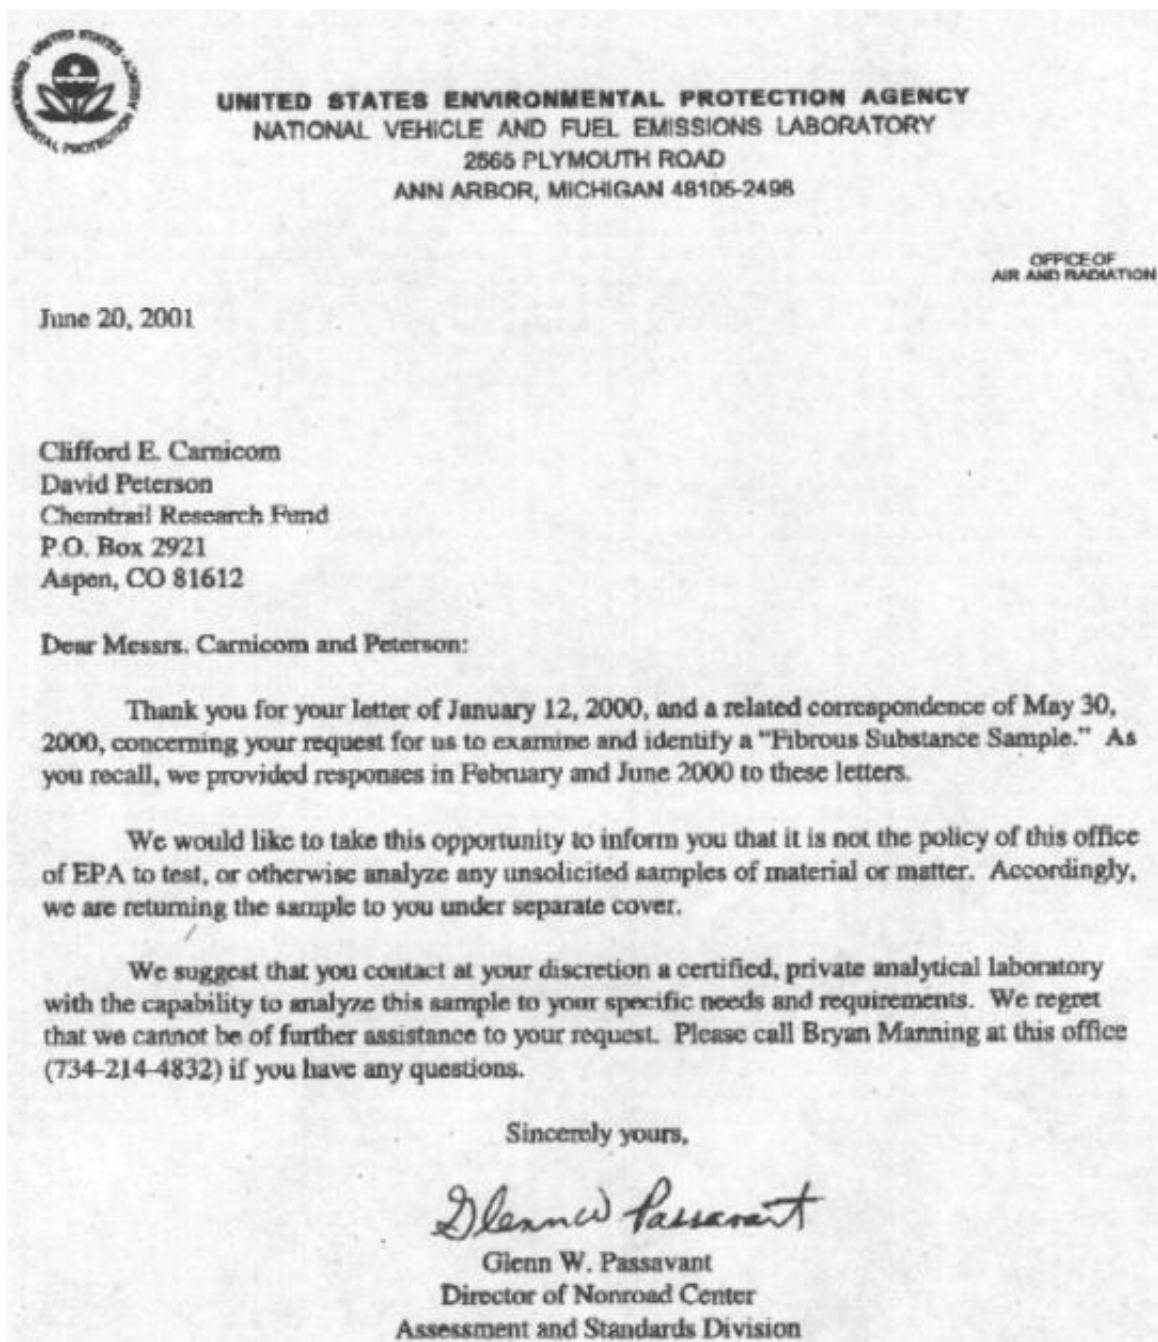 UNITED STATES ENVIRONMENTAL PROTECTION AGENCY
NATIONAL VEHICLE AND FUEL EMISSIONS LABORATORY
2565 PLYMOUTH ROAD
ANN ARBOR, MICHIGAN 48105-2498
OFFICE OF
AIR AND RADIATION
June 20, 2001
Clifford E. Carnicom
David Peterson
Chemtrail Research Fund
P.O. Box 2921
Aspen, CO 81612
Dear Messrs. Carnicom and Peterson:
Thank you for your letter of January 12, 2000, and a related correspondence of May 30,
2000, concerning your request for us to examine and identify a “Fibrous Substance Sample.” As
you recall, we provided responses in February and June 2000 to these letters.
We would like to take this opportunity to inform you that it is not the policy of this office
of EPA to test, or otherwise analyze any unsolicited samples of material or matter. Accordingly,
we are returning the sample to you under separate cover.
We suggest that you contact at your discretion a certified, private analytical laboratory
with the capability to analyze this sample to your specific needs and requirements. We regret
that we cannot be of further assistance to your request. Please call Bryan Manning at this office
(734-214-4832) if you have any questions.
Sincerely yours,
Glenn W Passavant
Glenn W. Passavant
Director of Nonroad Center
Assessment and Standards Division